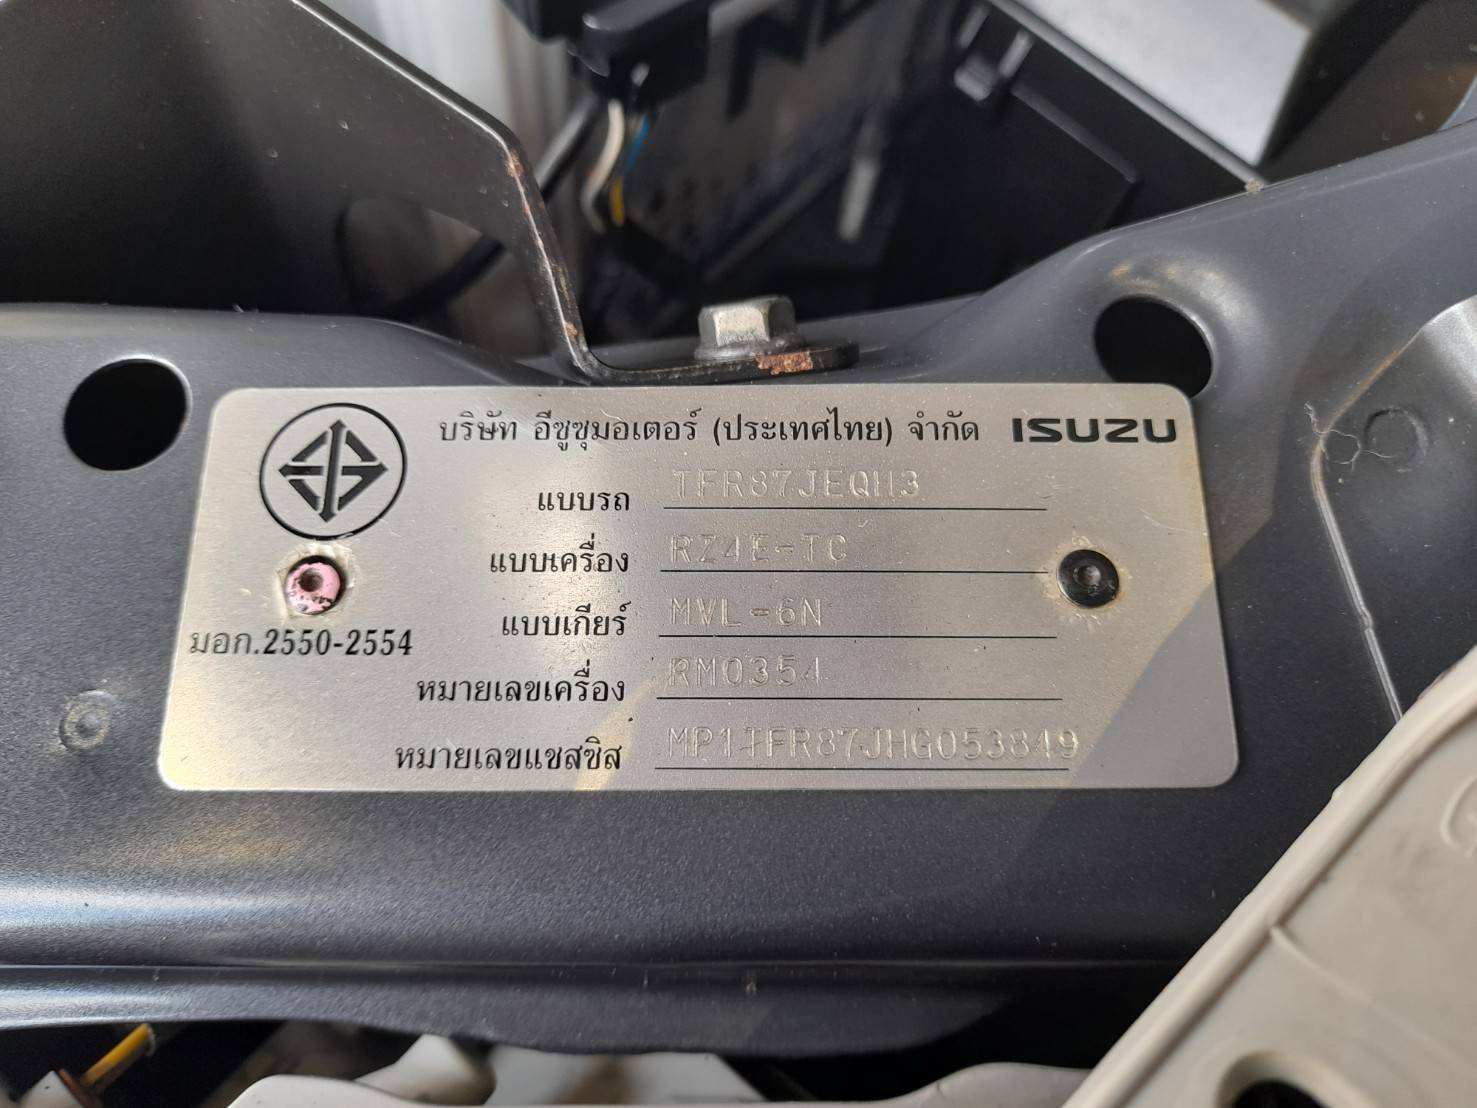 บริษัท อีซูซุมอเตอร์ (ประเทศไทย) จำกัด ISUZU
แบบรถ TFR87JEQH3
แบบเครื่อง RZ4E-TC
แบบเกียร์ MVL-6N
มอก.2550-2554
หมายเลขเครื่อง RM0354
หมายเลขแชสซิส MP1TFR87JHG053849